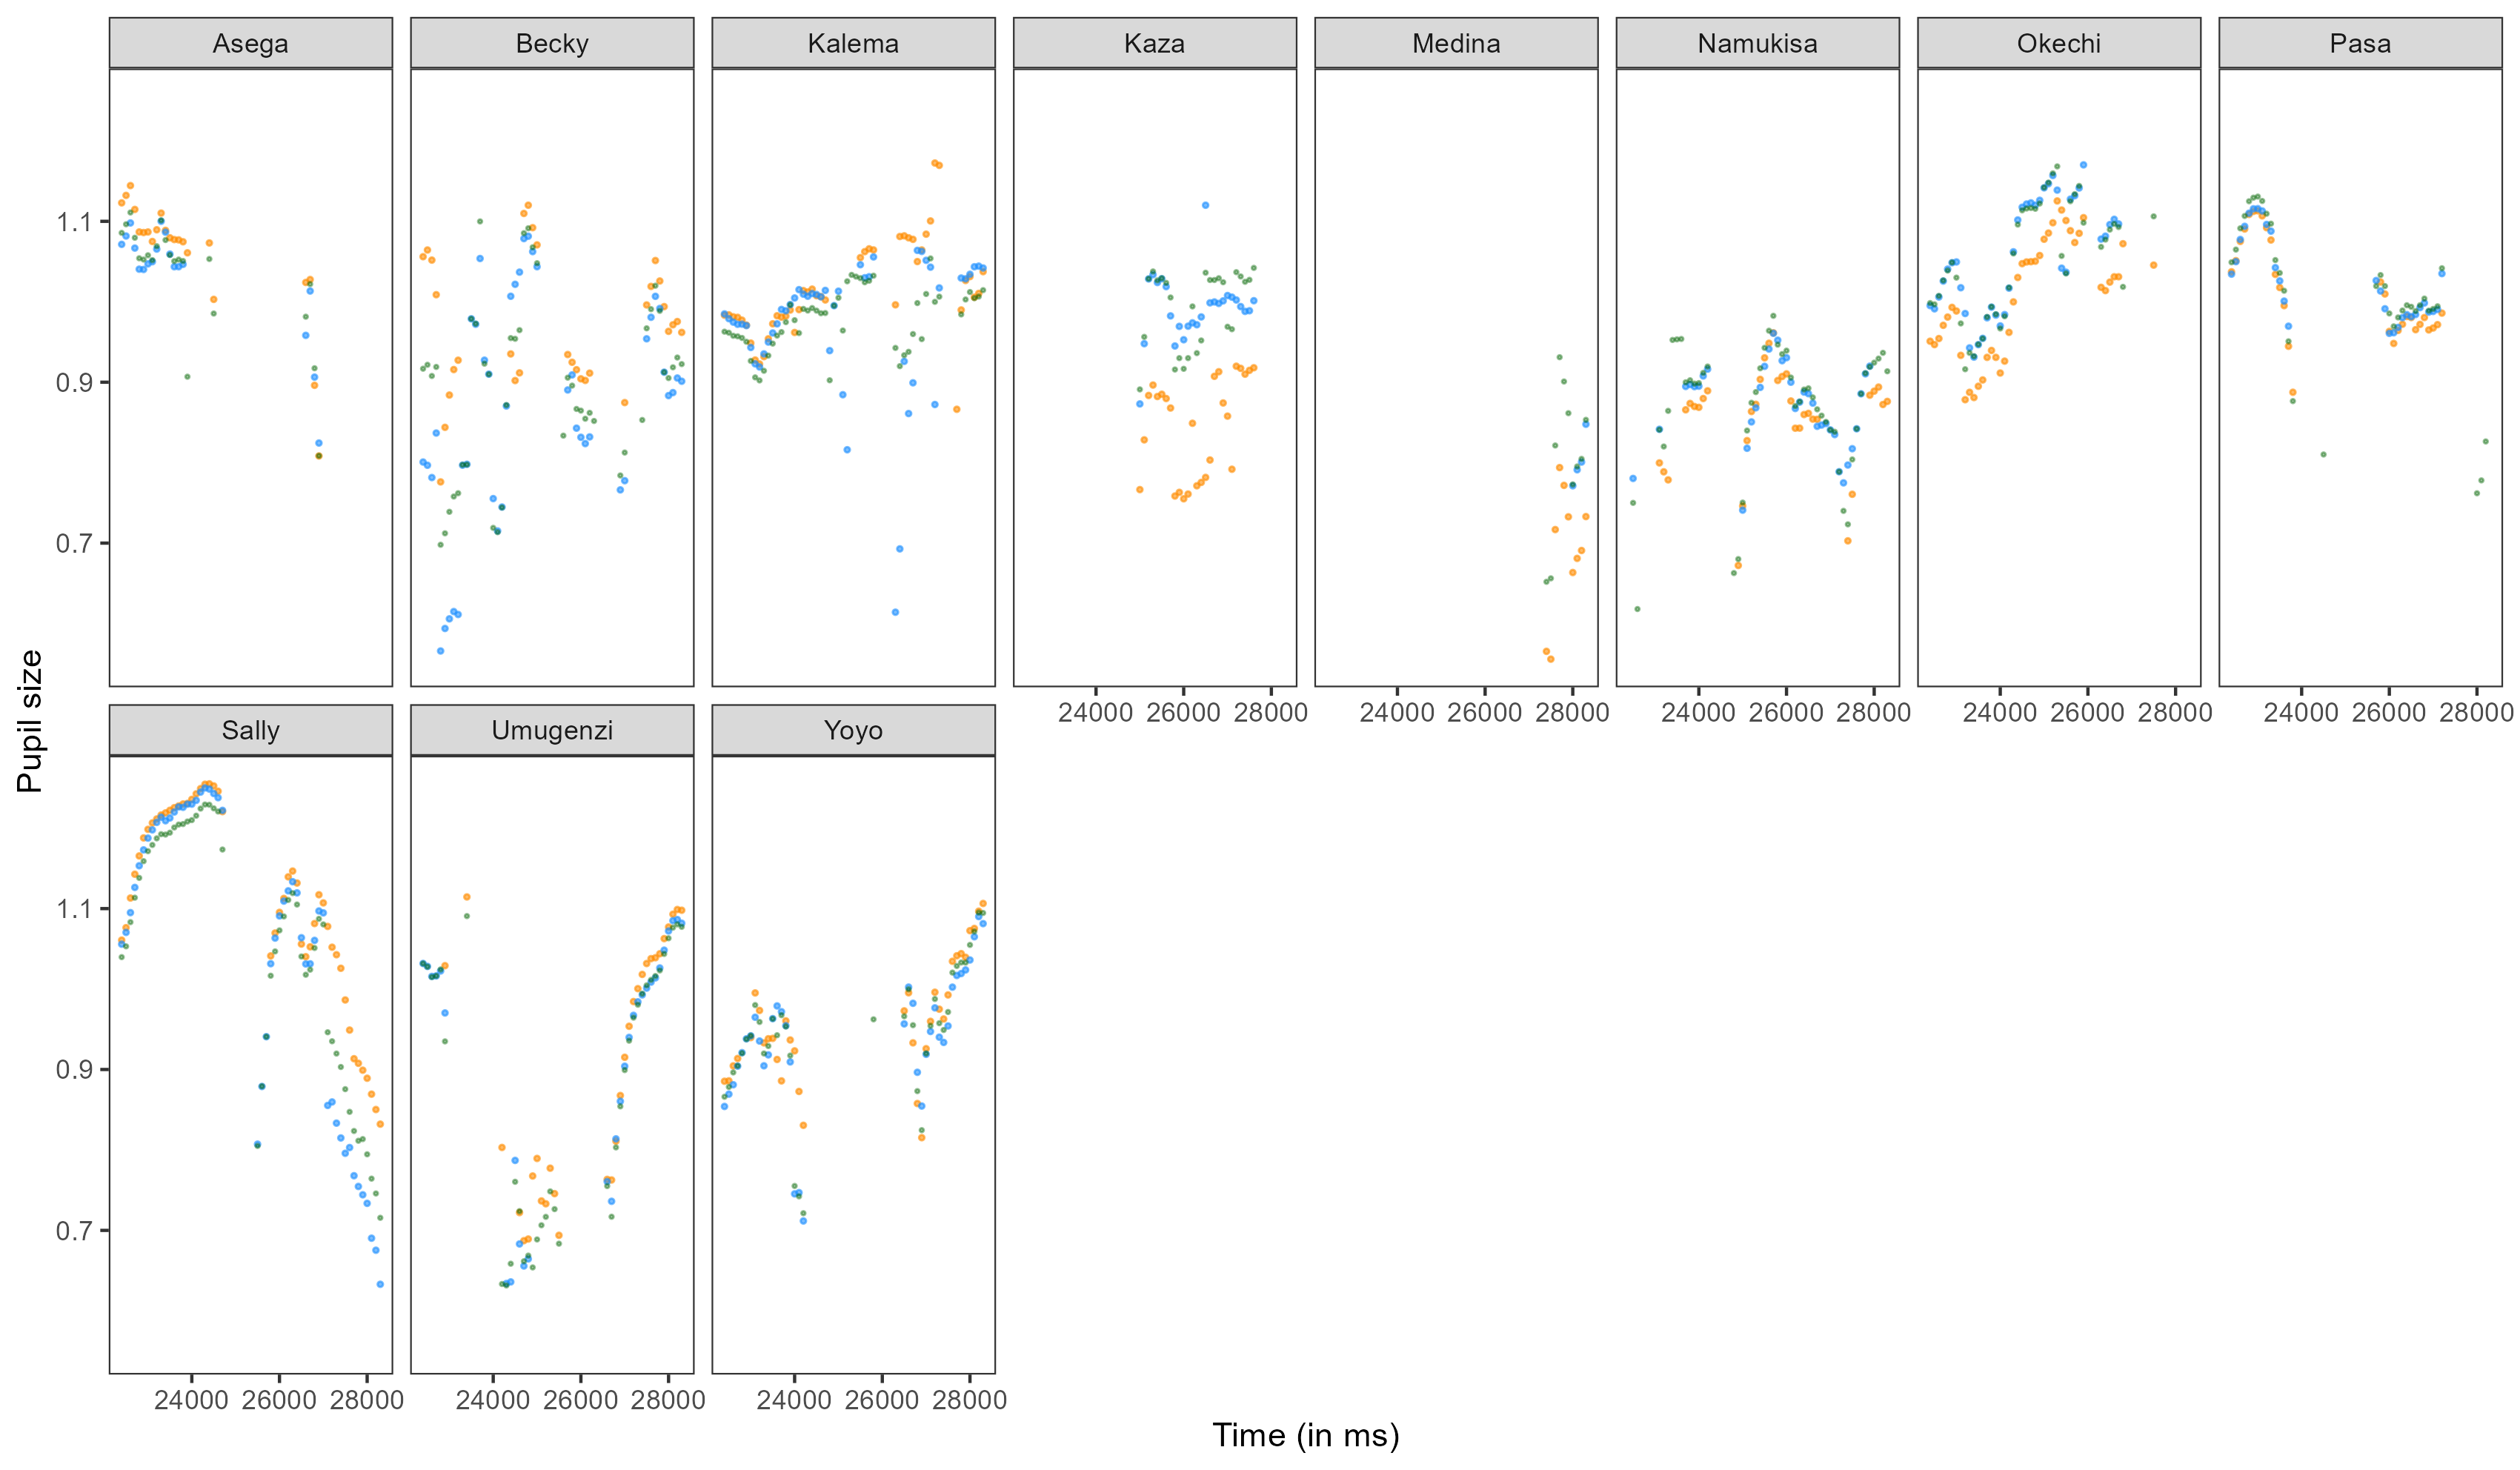 Asega Becky Kalema Kaza Medina Namukisa Okechi Pasa
1.1
0.9
0.7
24000 26000 28000 24000 26000 28000 24000 26000 28000 24000 26000 28000 24000 26000 28000
Pupil size
Sally Umugenzi Yoyo
1.1
0.9
0.7
24000 26000 28000 24000 26000 28000 24000 26000 28000
Time (in ms)